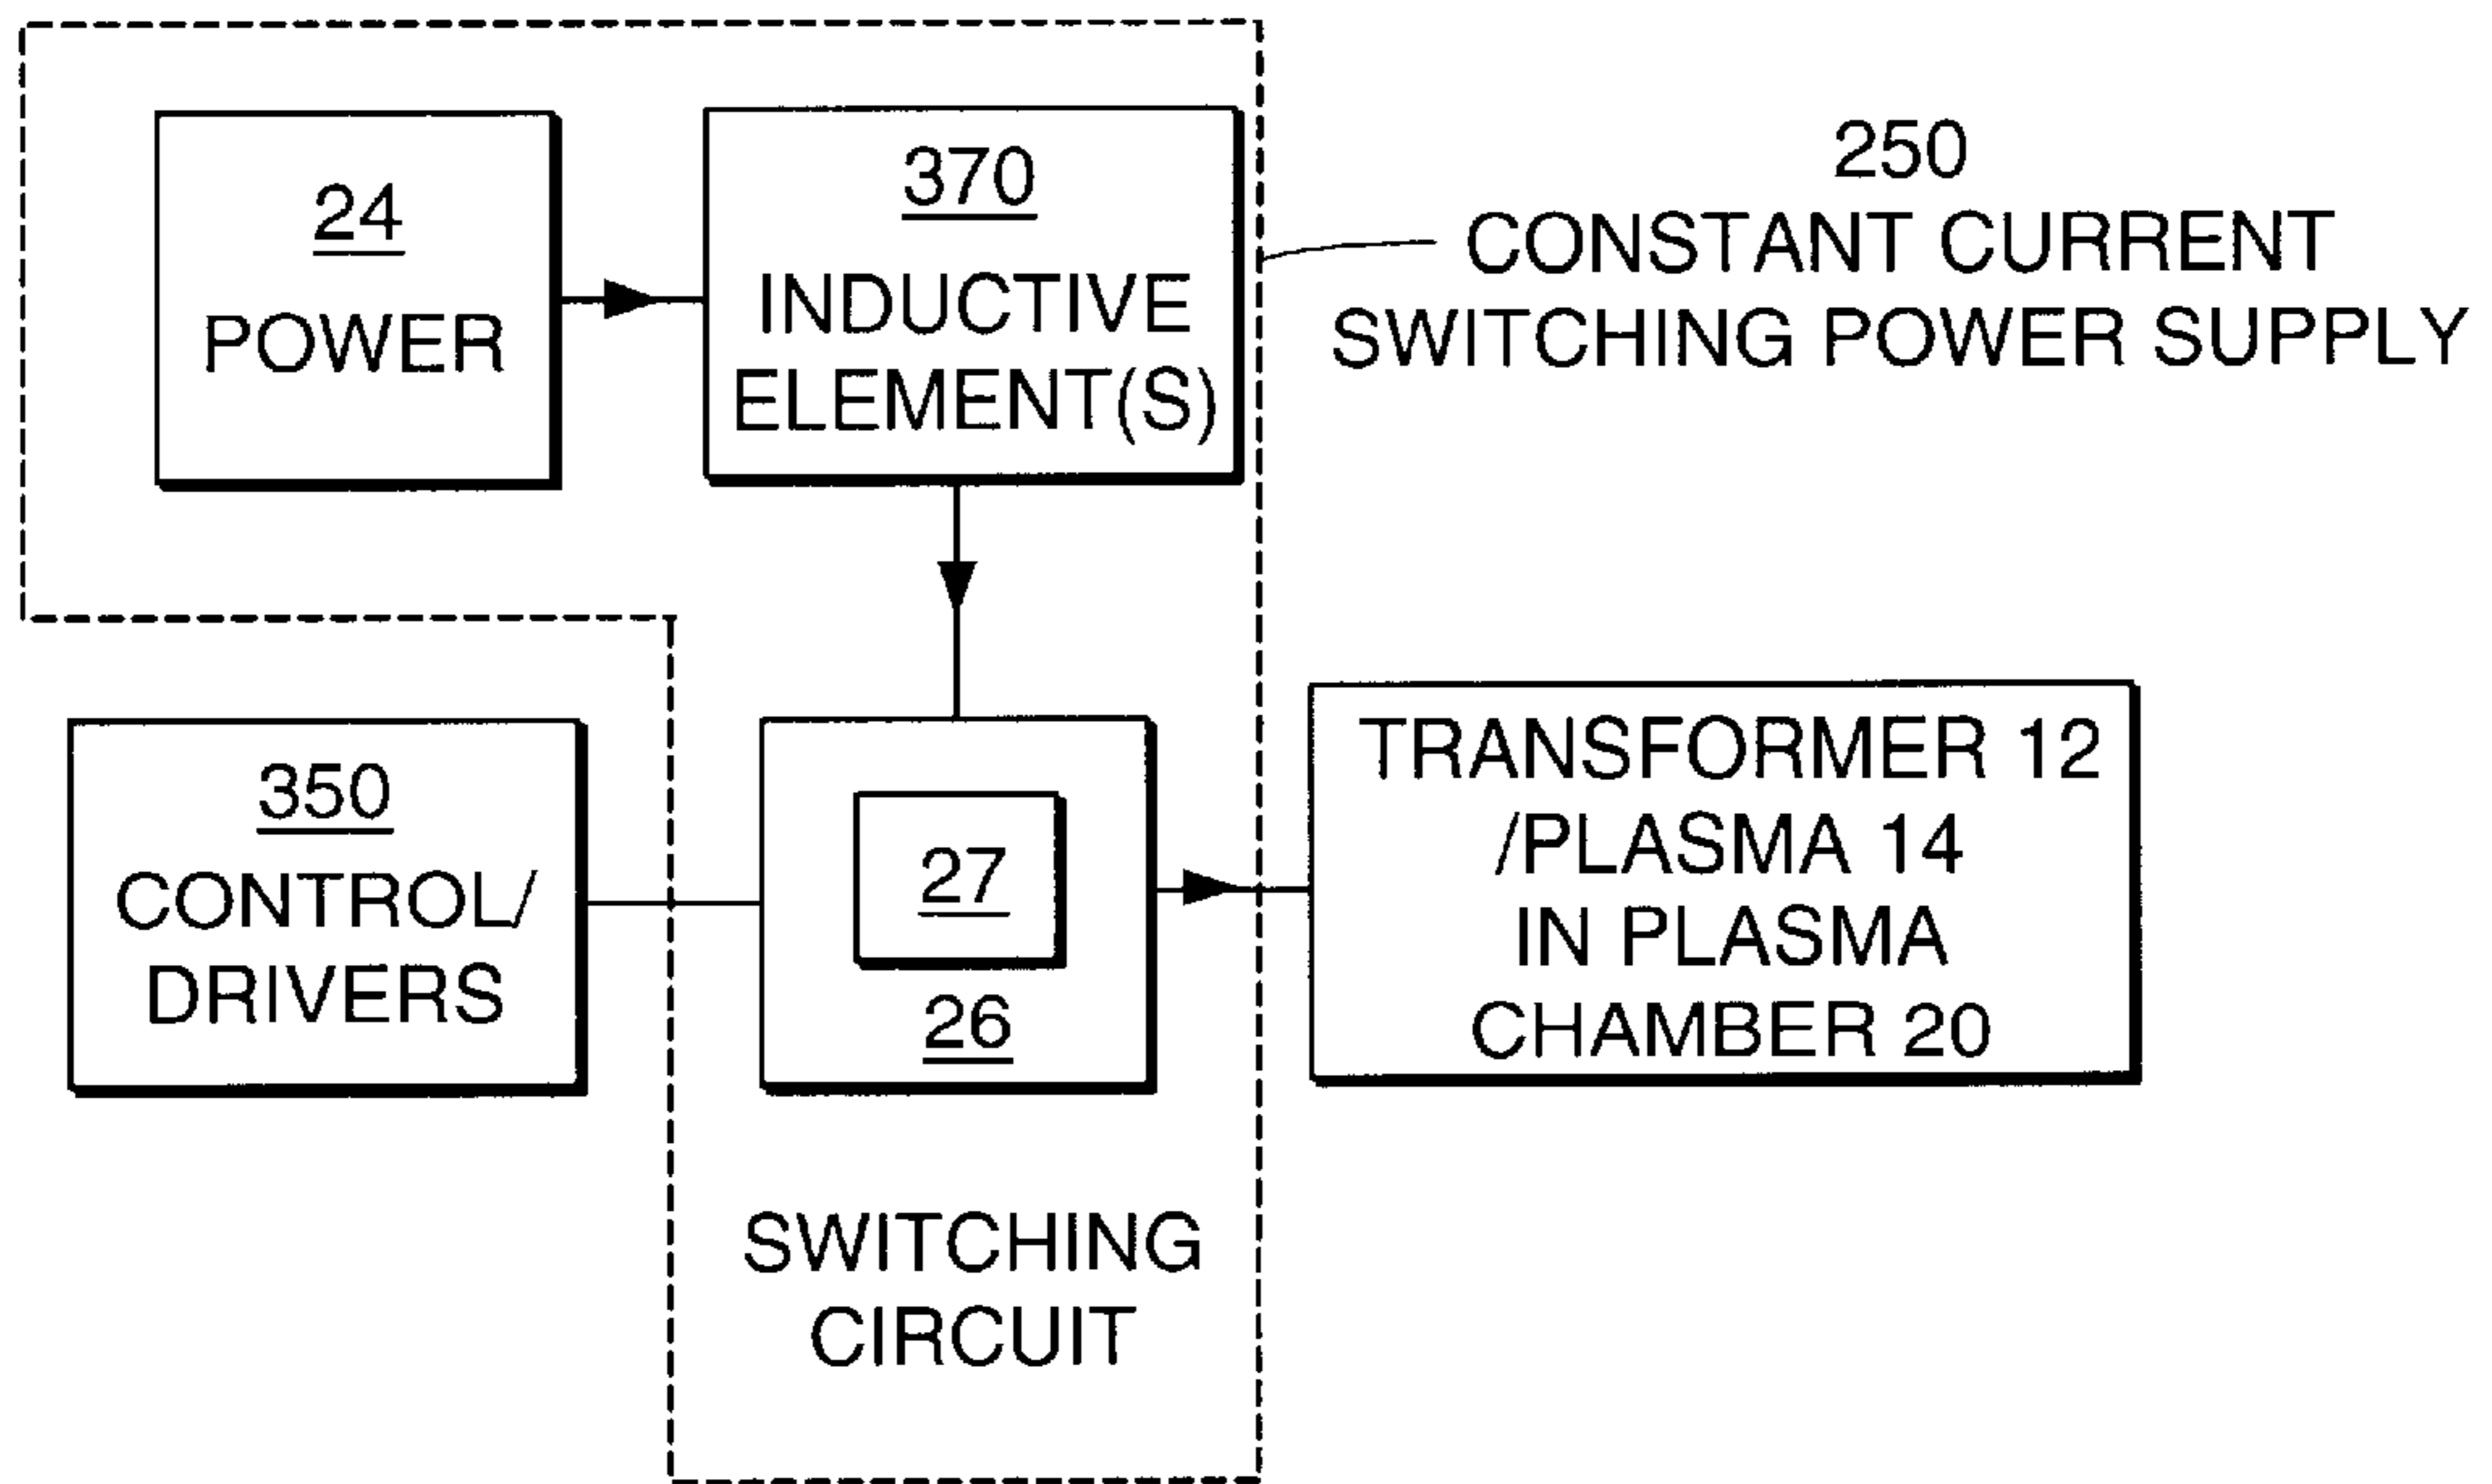 24
POWER
370
INDUCTIVE
ELEMENT(S)
250
CONSTANT CURRENT
SWITCHING POWER SUPPLY
350
CONTROL/
DRIVERS
27
26
SWITCHING
CIRCUIT
TRANSFORMER 12
/PLASMA 14
IN PLASMA
CHAMBER 20